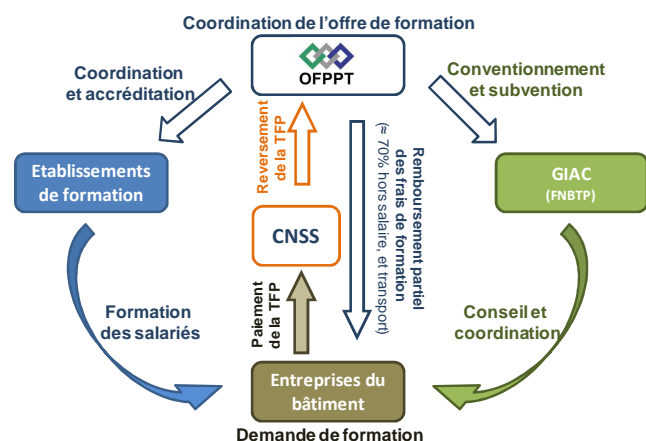 Coordination de l'offre de formation
OFPPT
Coordination
et accréditation
Conventionnement
et subvention
Reversement
de la TFP
Remboursement partiel
des frais de formation
(≈ 70% hors salaire, et transport)
Etablissements
de formation
GIAC
(FNBTP)
CNSS
Formation
des salariés
Paiement
de la TFP
Conseil et
coordination
Entreprises du
bâtiment
Demande de formation